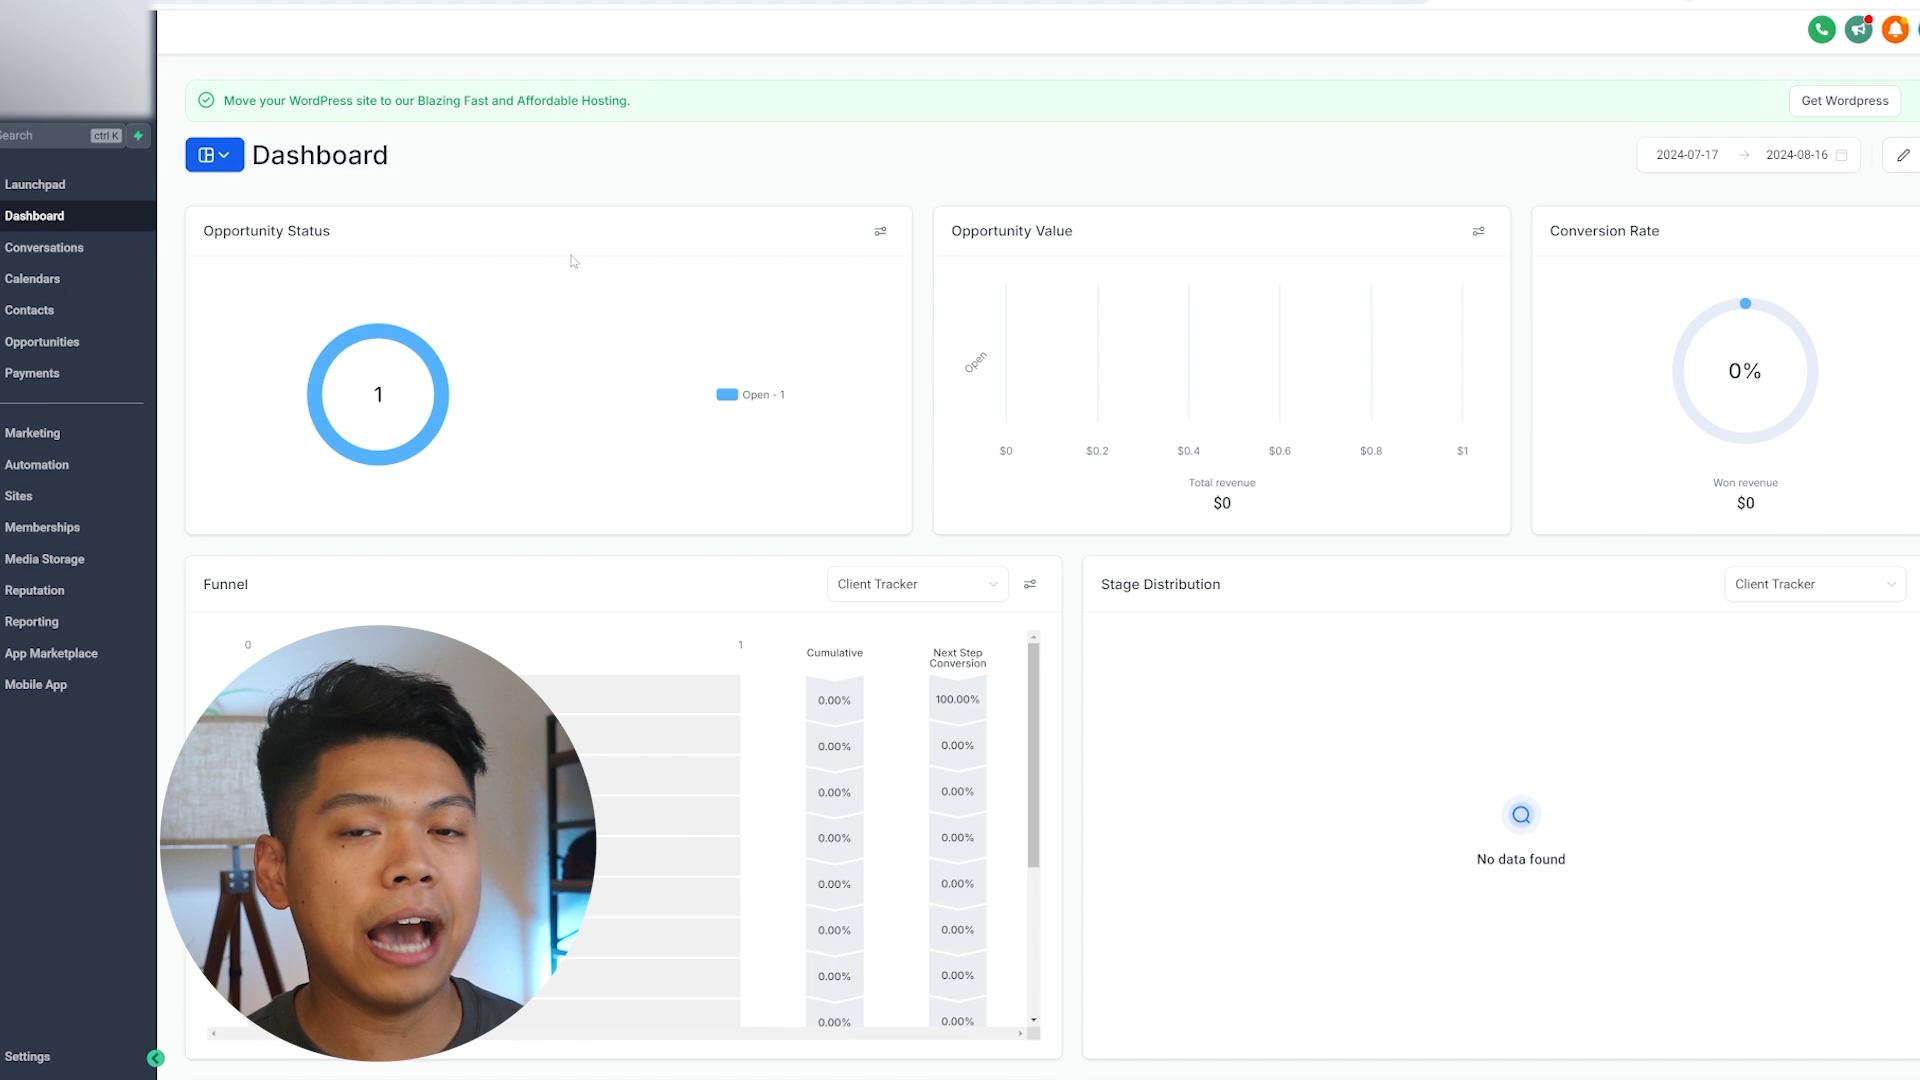 Search
ctrl K
Launchpad
Dashboard
Conversations
Calendars
Contacts
Opportunities
Payments
Marketing
Automation
Sites
Memberships
Media Storage
Reputation
Reporting
App Marketplace
Mobile App
Settings
Move your WordPress site to our Blazing Fast and Affordable Hosting.
Get Wordpress
Dashboard
2024-07-17
2024-08-16
Opportunity Status
1
Open - 1
Opportunity Value
Open
$0 $0.2 $0.4 $0.6 $0.8 $1
Total revenue
$0
Conversion Rate
0%
Won revenue
$0
Funnel
Client Tracker
0 1
Cumulative
Next Step
Conversion
0.00% 100.00%
0.00% 0.00%
0.00% 0.00%
0.00% 0.00%
0.00% 0.00%
0.00% 0.00%
0.00% 0.00%
0.00% 0.00%
Stage Distribution
Client Tracker
No data found